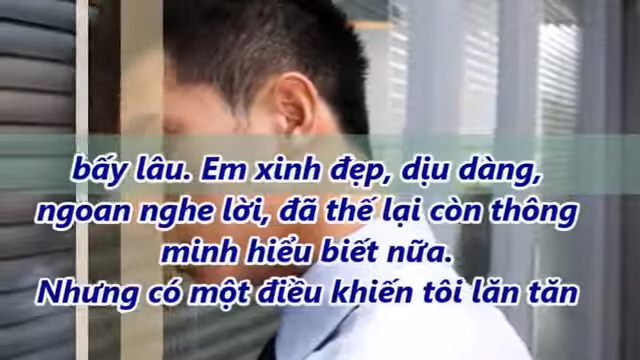 bấy lâu. Em xinh đẹp, dịu dàng,
ngoan nghe lời, đã thế lại còn thông
minh hiểu biết nữa.
Nhưng có một điều khiến tôi lăn tăn